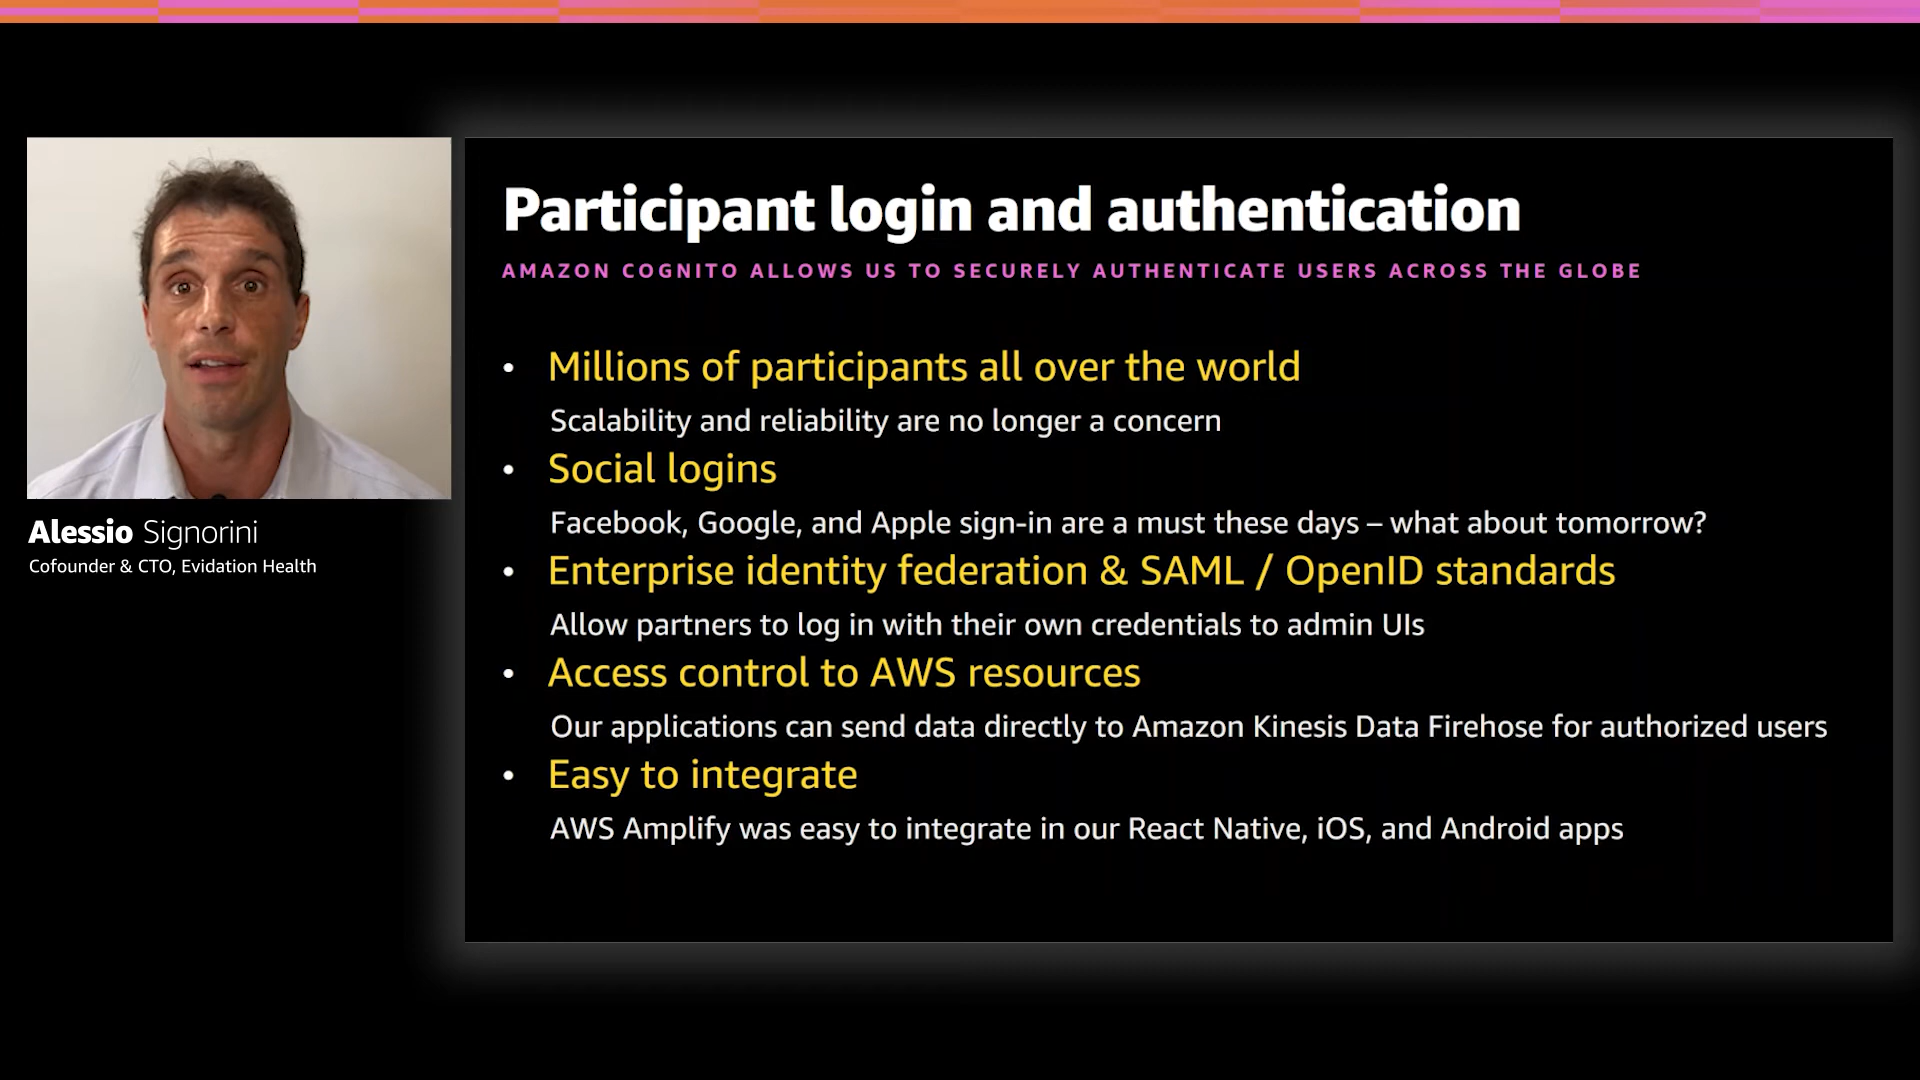 Participant login and authentication
AMAZON COGNITO ALLOWS US TO SECURELY AUTHENTICATE USERS ACROSS THE GLOBE
• Millions of participants all over the world
Scalability and reliability are no longer a concern
• Social logins
Facebook, Google, and Apple sign-in are a must these days – what about tomorrow?
• Enterprise identity federation & SAML / OpenID standards
Allow partners to log in with their own credentials to admin UIs
• Access control to AWS resources
Our applications can send data directly to Amazon Kinesis Data Firehose for authorized users
• Easy to integrate
AWS Amplify was easy to integrate in our React Native, iOS, and Android apps
Alessio Signorini
Cofounder & CTO, Evidation Health